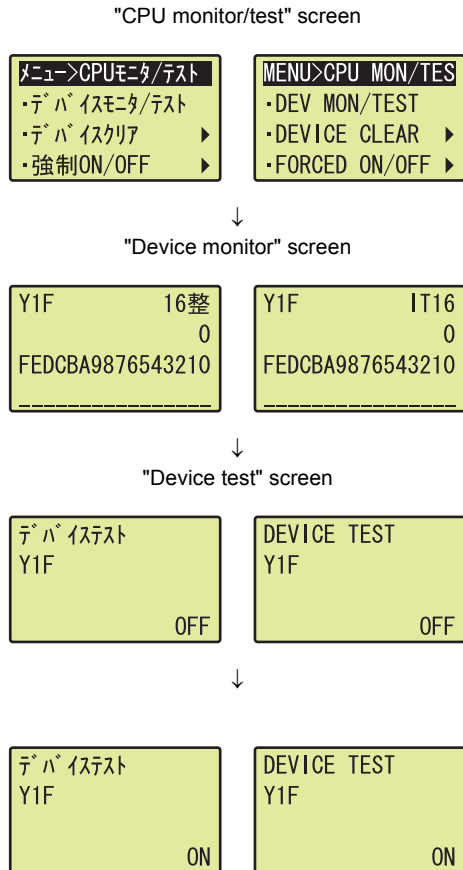 "CPU monitor/test" screen
ﾒﾆｭｰ>CPUﾓﾆﾀ/ﾃｽﾄ
･ﾃﾞﾊﾞｲｽﾓﾆﾀ/ﾃｽﾄ
･ﾃﾞﾊﾞｲｽｸﾘｱ ▶
･強制ON/OFF ▶
MENU>CPU MON/TES
･DEV MON/TEST
･DEVICE CLEAR ▶
･FORCED ON/OFF ▶
↓
"Device monitor" screen
Y1F 16整
0
FEDCBA9876543210
________________
Y1F IT16
0
FEDCBA9876543210
________________
↓
"Device test" screen
ﾃﾞﾊﾞｲｽﾃｽﾄ
Y1F
OFF
DEVICE TEST
Y1F
OFF
↓
ﾃﾞﾊﾞｲｽﾃｽﾄ
Y1F
ON
DEVICE TEST
Y1F
ON